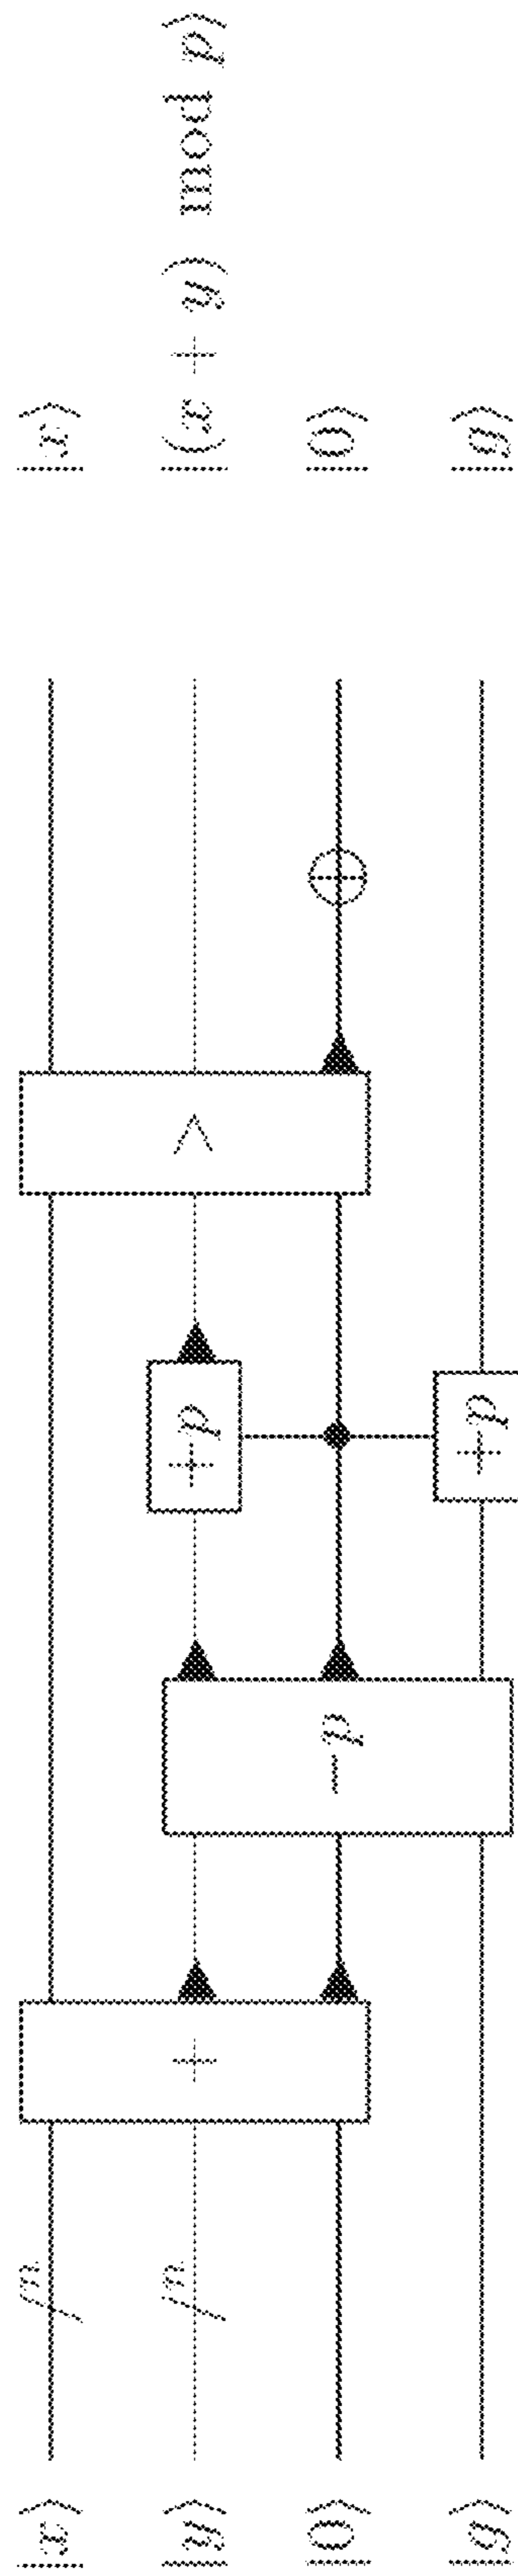 |x⟩ n |x⟩
|y⟩ n + +p > |(x + y) mod p⟩
|0⟩ −p |0⟩
|g⟩ +p |g⟩